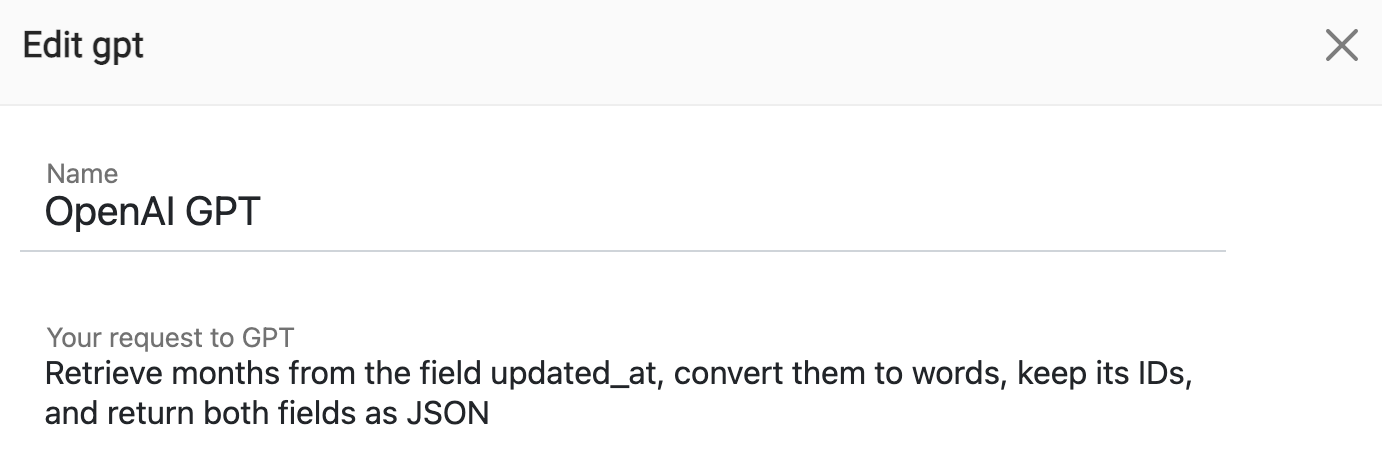 Edit gpt
Name
OpenAI GPT
Your request to GPT
Retrieve months from the field updated_at, convert them to words, keep its IDs,
and return both fields as JSON